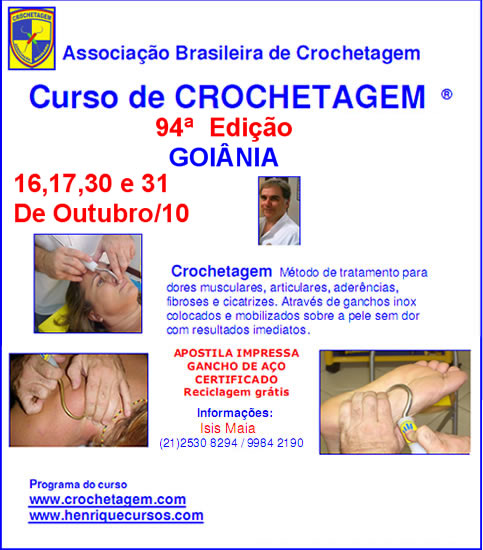 CROCHETAGEM
Associação Brasileira de Crochetagem
Curso de CROCHETAGEM ®
94ª Edição
GOIÂNIA
16,17,30 e 31
De Outubro/10
Crochetagem Método de tratamento para
dores musculares, articulares, aderências,
fibroses e cicatrizes. Através de ganchos inox
colocados e mobilizados sobre a pele sem dor
com resultados imediatos.
APOSTILA IMPRESSA
GANCHO DE AÇO
CERTIFICADO
Reciclagem grátis
Informações:
Isis Maia
(21)2530 8294 / 9984 2190
Programa do curso
www.crochetagem.com
www.henriquecursos.com